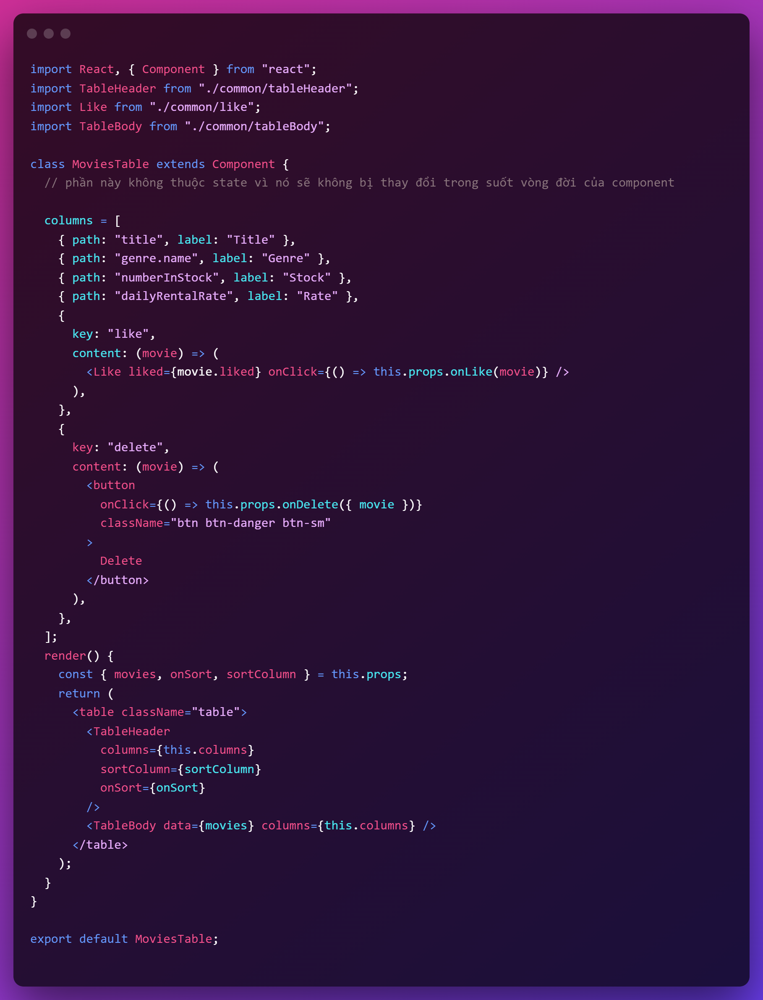 import React, { Component } from "react";
import TableHeader from "./common/tableHeader";
import Like from "./common/like";
import TableBody from "./common/tableBody";

class MoviesTable extends Component {
  // phần này không thuộc state vì nó sẽ không bị thay đổi trong suốt vòng đời của component

  columns = [
    { path: "title", label: "Title" },
    { path: "genre.name", label: "Genre" },
    { path: "numberInStock", label: "Stock" },
    { path: "dailyRentalRate", label: "Rate" },
    {
      key: "like",
      content: (movie) => (
        <Like liked={movie.liked} onClick={() => this.props.onLike(movie)} />
      ),
    },
    {
      key: "delete",
      content: (movie) => (
        <button
          onClick={() => this.props.onDelete({ movie })}
          className="btn btn-danger btn-sm"
        >
          Delete
        </button>
      ),
    },
  ];
  render() {
    const { movies, onSort, sortColumn } = this.props;
    return (
      <table className="table">
        <TableHeader
          columns={this.columns}
          sortColumn={sortColumn}
          onSort={onSort}
        />
        <TableBody data={movies} columns={this.columns} />
      </table>
    );
  }
}

export default MoviesTable;